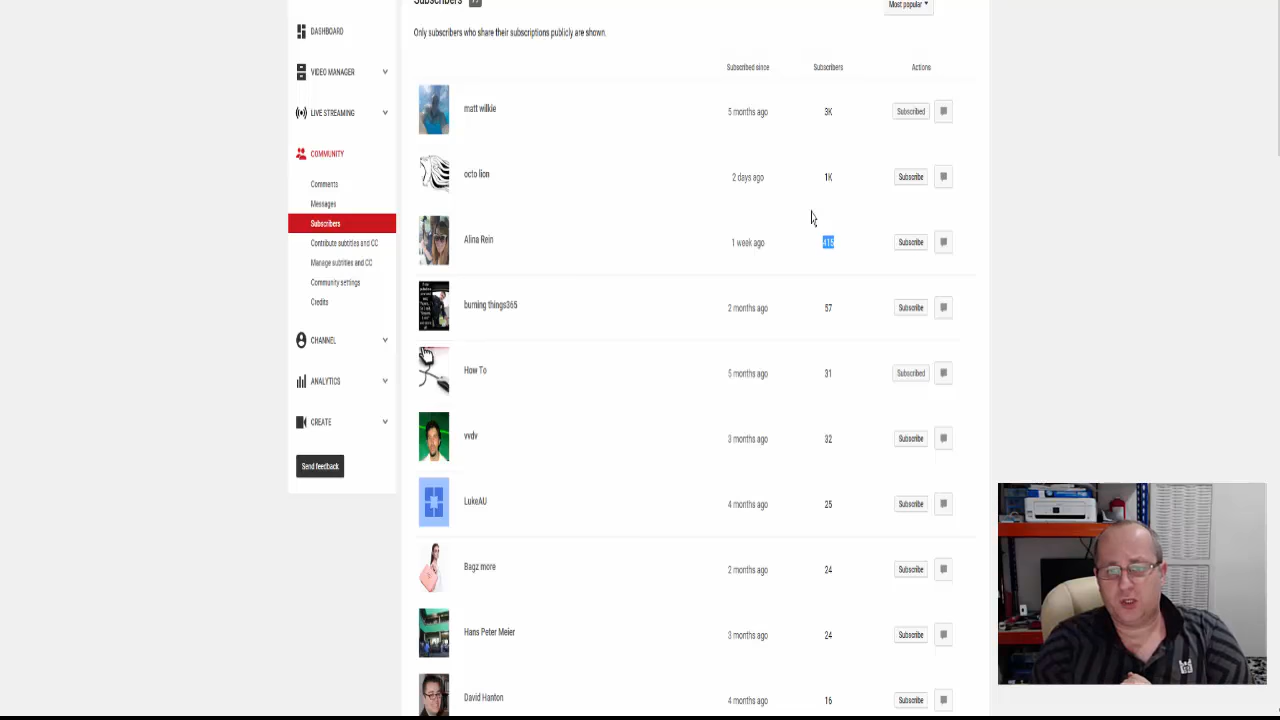 Subscribers
Most popular
DASHBOARD
Only subscribers who share their subscriptions publicly are shown.
VIDEO MANAGER
Subscribed since Subscribers Actions
LIVE STREAMING
matt wilkie 5 months ago 3K Subscribed
COMMUNITY
octo lion 2 days ago 1K Subscribe
Comments
Messages
Subscribers
Alina Rein 1 week ago 415 Subscribe
Contribute subtitles and CC
Manage subtitles and CC
Community settings
Credits
burning things365 2 months ago 57 Subscribe
CHANNEL
How To 5 months ago 31 Subscribed
ANALYTICS
CREATE
vvdv 3 months ago 32 Subscribe
Send feedback
LukeAU 4 months ago 25 Subscribe
Bagz more 2 months ago 24 Subscribe
Hans Peter Meier 3 months ago 24 Subscribe
David Hanton 4 months ago 16 Subscribe